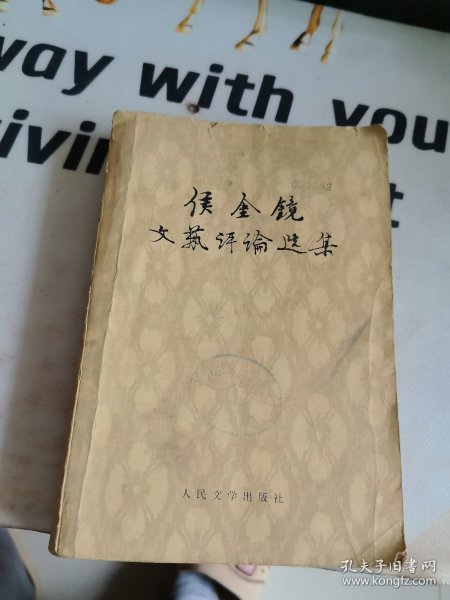 way with you
侯金镜
文艺评论选集
人民文学出版社
孔夫子旧书网
www.kongfz.com